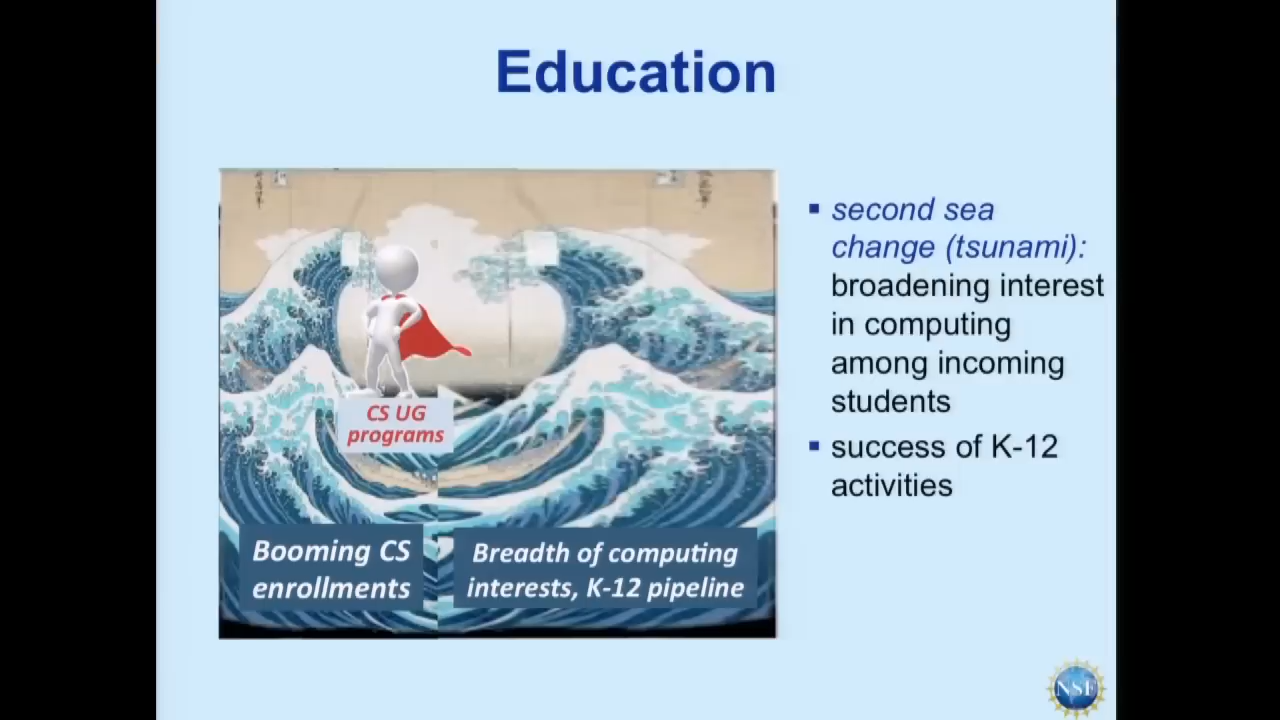 Education
CS UG
programs
Booming CS
enrollments
Breadth of computing
interests, K-12 pipeline
second sea
change (tsunami):
broadening interest
in computing
among incoming
students
success of K-12
activities
NSF